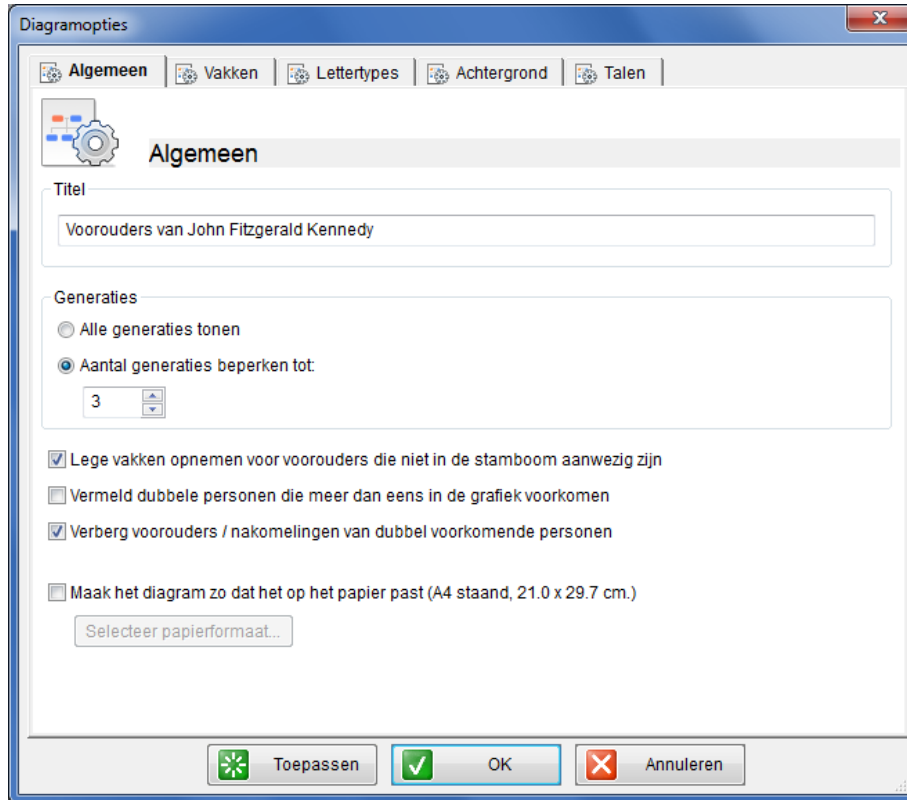 Diagramopties
Algemeen Vakken Lettertypes Achtergrond Talen
Algemeen
Titel
Voorouders van John Fitzgerald Kennedy
Generaties
Alle generaties tonen
Aantal generaties beperken tot:
3
Lege vakken opnemen voor voorouders die niet in de stamboom aanwezig zijn
Vermeld dubbele personen die meer dan eens in de grafiek voorkomen
Verberg voorouders / nakomelingen van dubbel voorkomende personen
Maak het diagram zo dat het op het papier past (A4 staand, 21.0 x 29.7 cm.)
Selecteer papierformaat...
Toepassen OK Annuleren